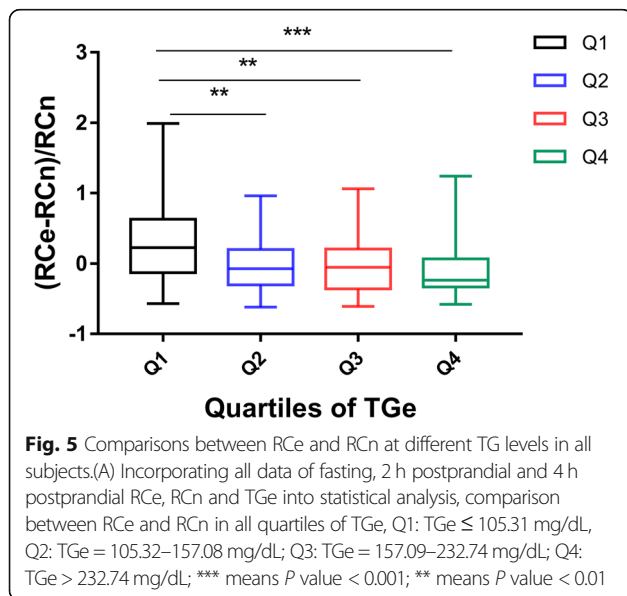 3
***
Q1
**
Q2
2
**
Q3
Q4
1
0
-1
(RCe-RCn)/RCn
Q1
Q2
Q3
Q4
Quartiles of TGe
Fig. 5 Comparisons between RCe and RCn at different TG levels in all
subjects.(A) Incorporating all data of fasting, 2 h postprandial and 4 h
postprandial RCe, RCn and TGe into statistical analysis, comparison
between RCe and RCn in all quartiles of TGe, Q1: TGe ≤ 105.31 mg/dL,
Q2: TGe = 105.32–157.08 mg/dL; Q3: TGe = 157.09–232.74 mg/dL; Q4:
TGe > 232.74 mg/dL; *** means P value < 0.001; ** means P value < 0.01